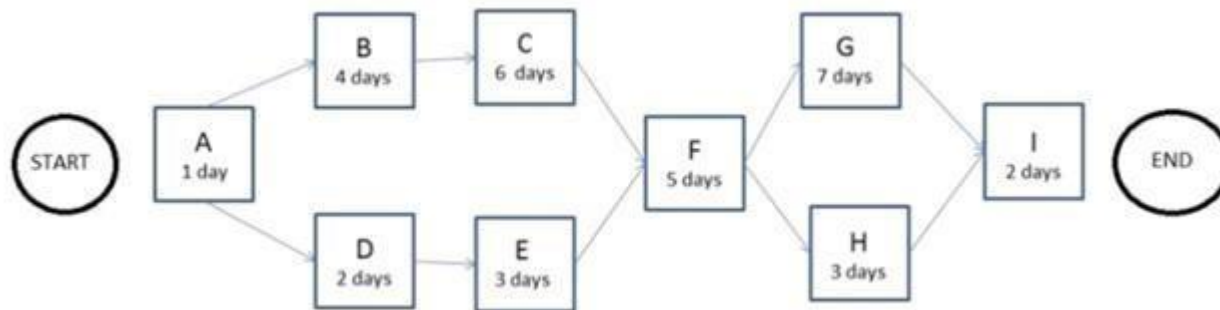 START
A
1 day
B
4 days
C
6 days
D
2 days
E
3 days
F
5 days
G
7 days
H
3 days
I
2 days
END